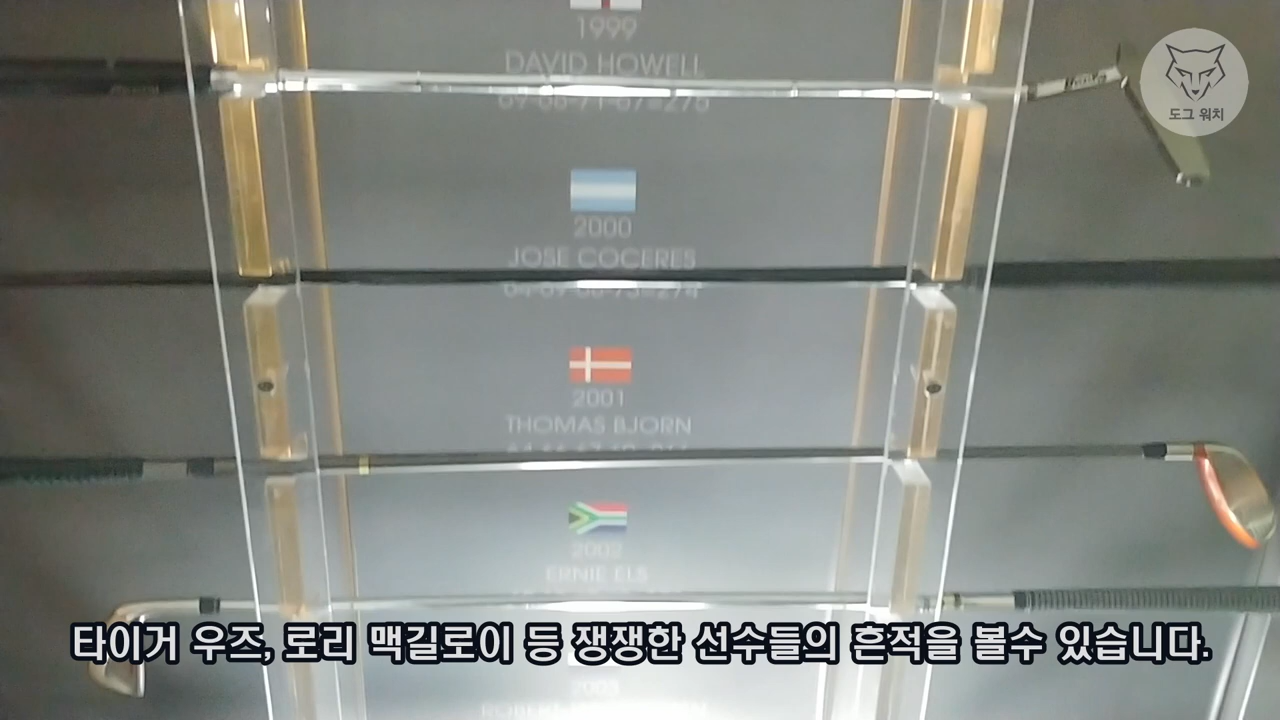 1999
DAVID HOWELL
도그 워치
2000
JOSE COCERES
2001
THOMAS BJORN
2002
ERNIE ELS
타이거 우즈, 로리 맥길로이 등 쟁쟁한 선수들의 흔적을 볼수 있습니다.
2003